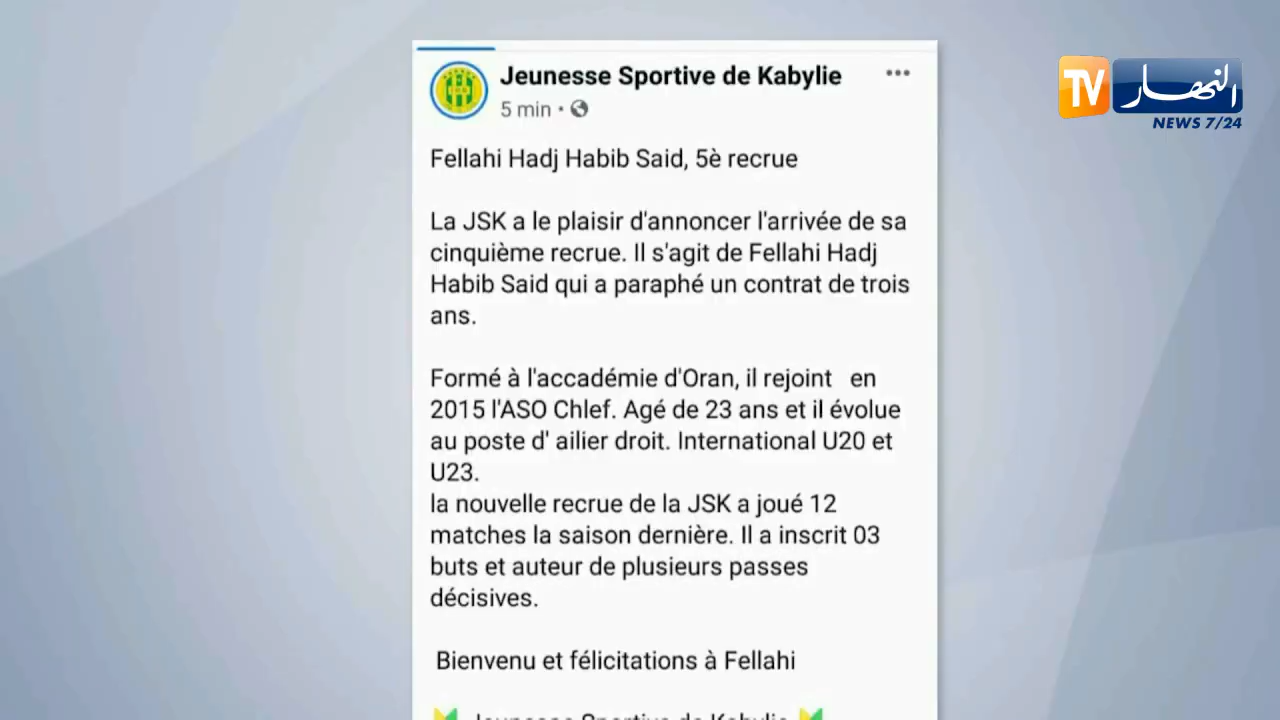 Jeunesse Sportive de Kabylie
5 min
TV النهار
NEWS 7/24
Fellahi Hadj Habib Said, 5è recrue
La JSK a le plaisir d'annoncer l'arrivée de sa
cinquième recrue. Il s'agit de Fellahi Hadj
Habib Said qui a paraphé un contrat de trois
ans.
Formé à l'accadémie d'Oran, il rejoint en
2015 l'ASO Chlef. Agé de 23 ans et il évolue
au poste d' ailier droit. International U20 et
U23.
la nouvelle recrue de la JSK a joué 12
matches la saison dernière. Il a inscrit 03
buts et auteur de plusieurs passes
décisives.
Bienvenu et félicitations à Fellahi
Jeunesse Sportive de Kabylie